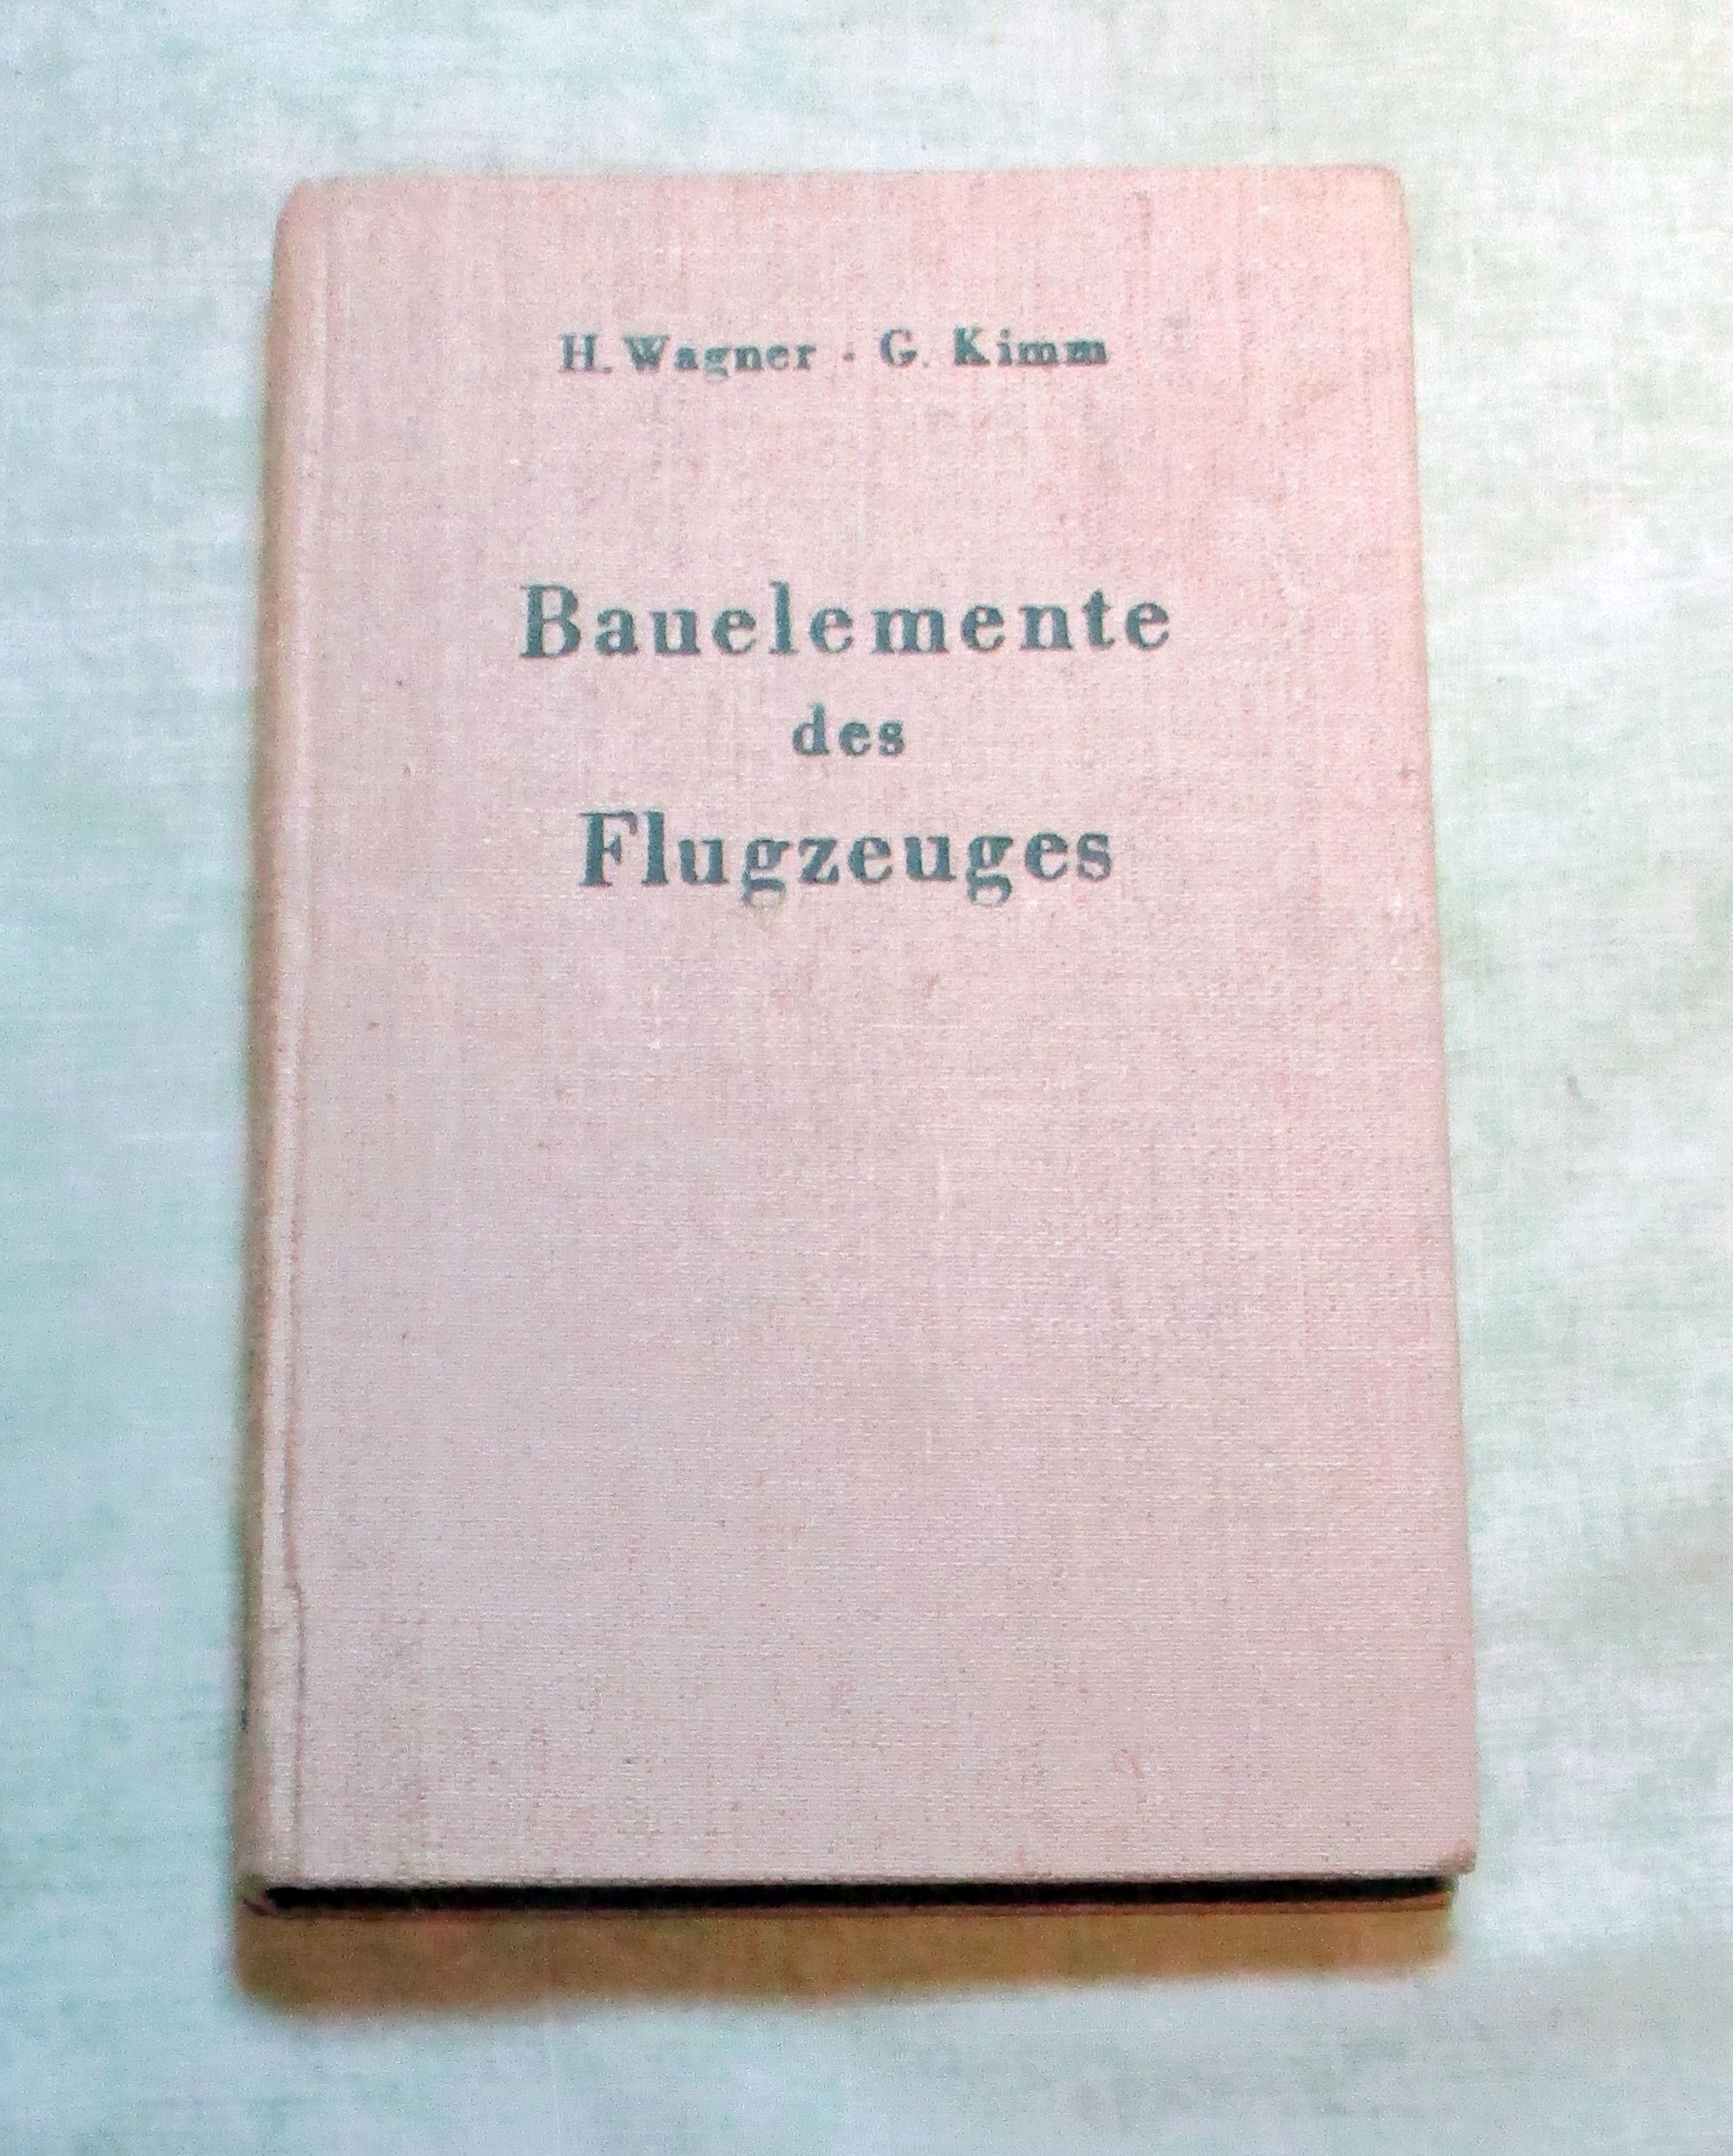 H. Wagner · G. Kimm
Bauelemente
des
Flugzeuges